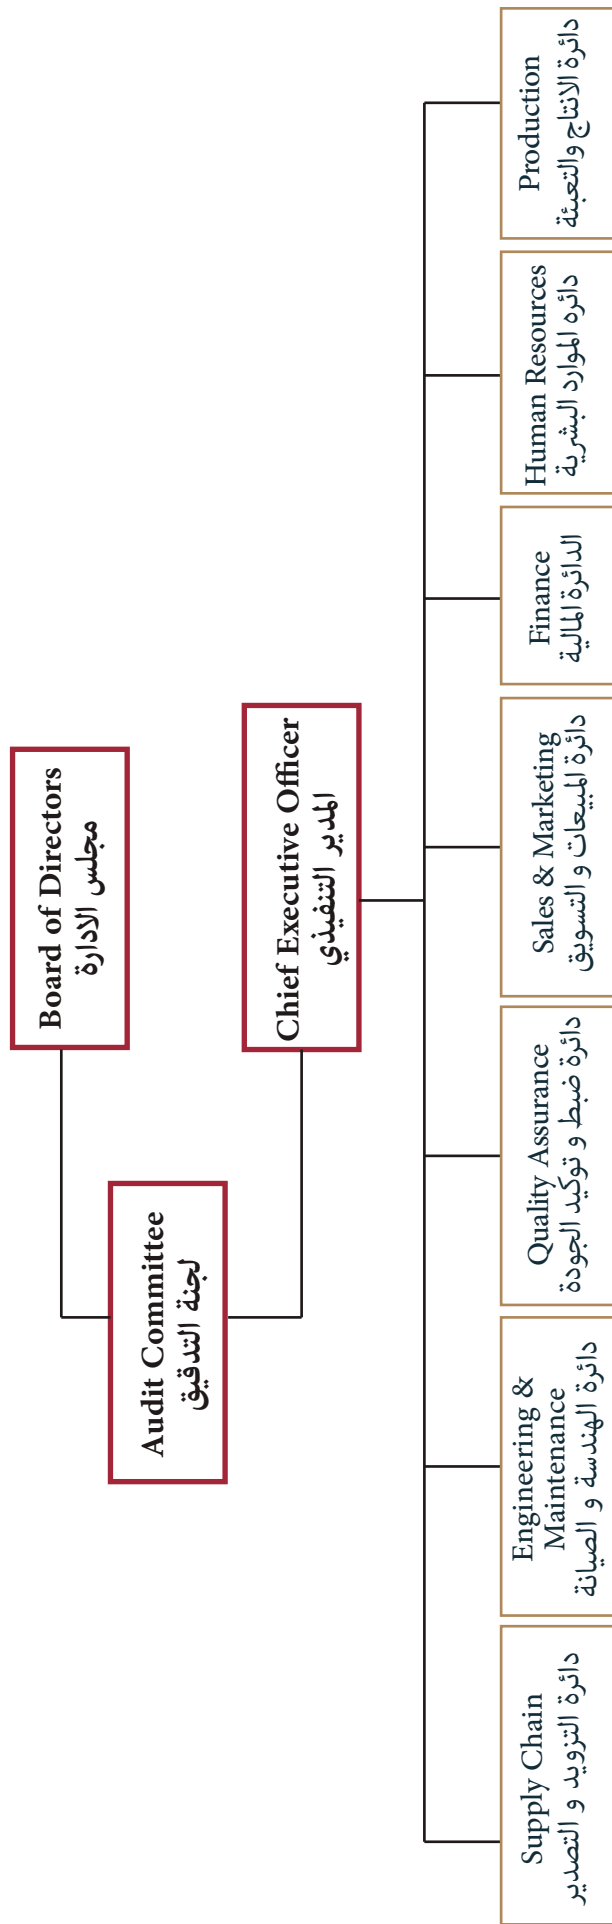 Board of Directors
مجلس الادارة
Audit Committee
لجنة التدقيق
Chief Executive Officer
المدير التنفيذي
Supply Chain
دائرة التزويد و التصدير
Engineering &
Maintenance
دائرة الهندسة و الصيانة
Quality Assurance
دائرة ضبط و توكيد الجودة
Sales & Marketing
دائرة المبيعات و التسويق
Finance
الدائرة المالية
Human Resources
دائره الموارد البشرية
Production
دائرة الانتاج والتعبئة